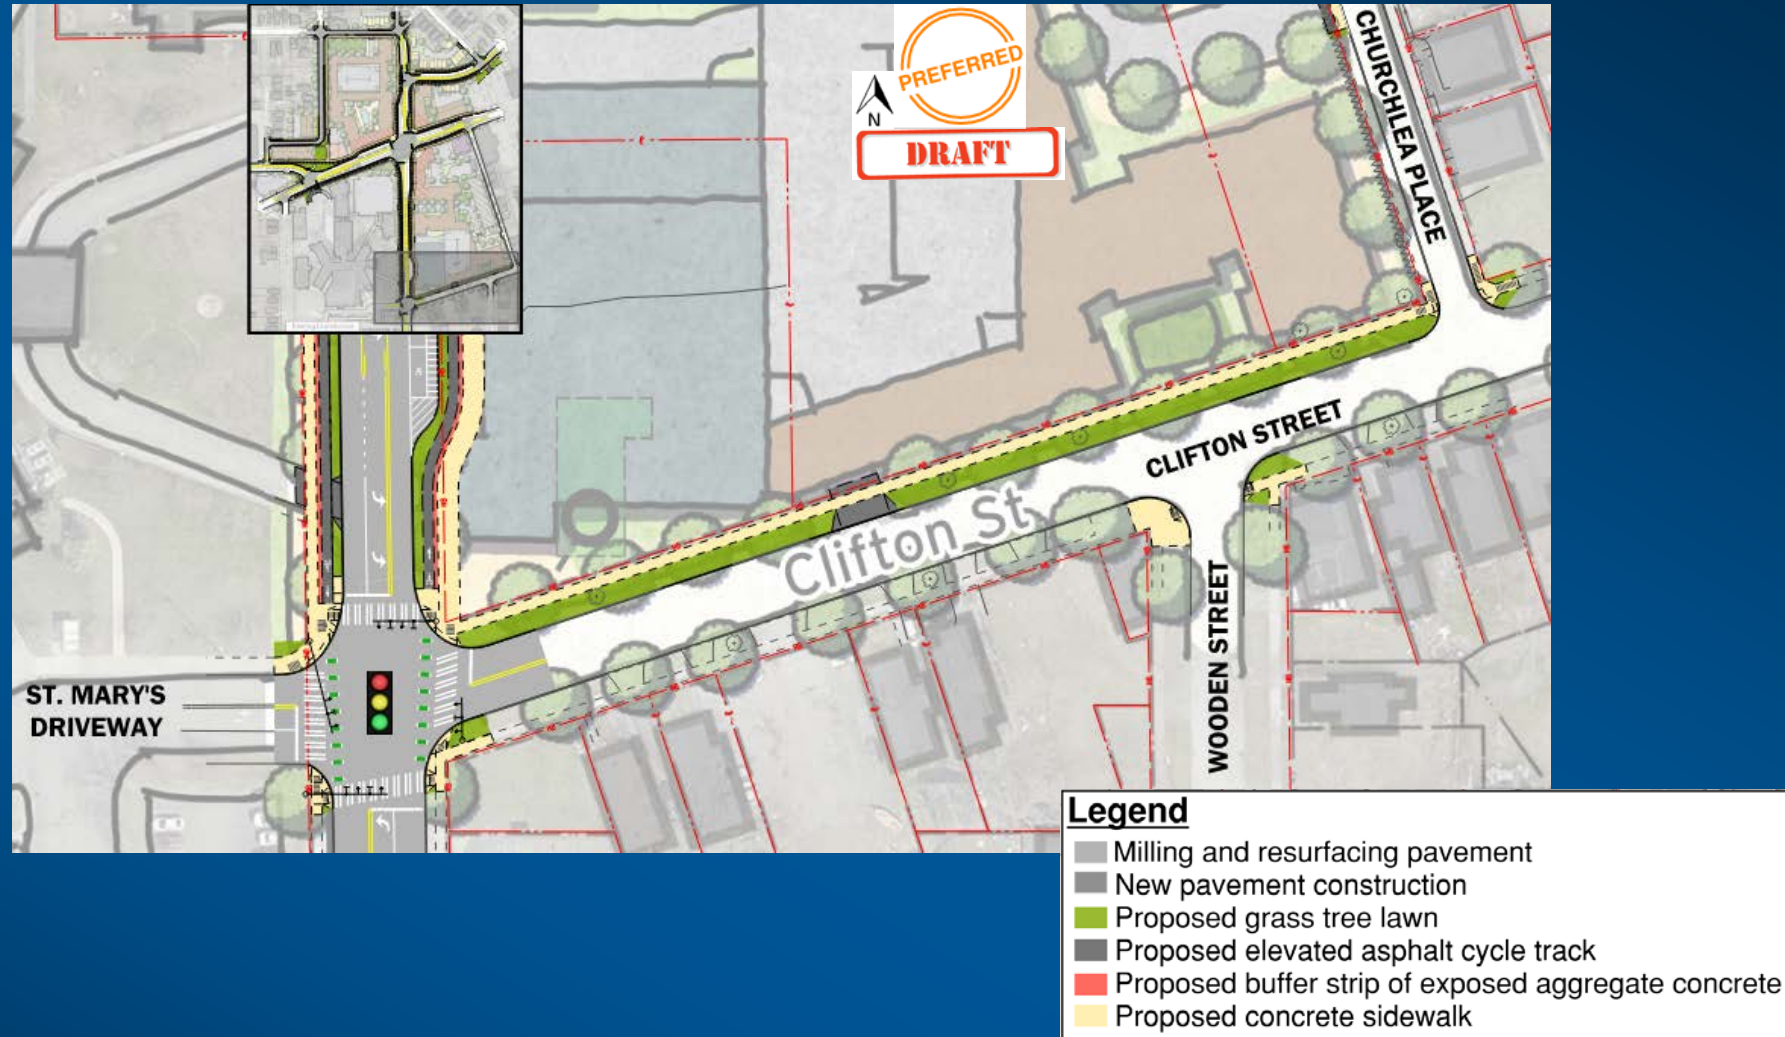 PREFERRED
N
DRAFT
CHURCHLEA PLACE
CLIFTON STREET
Clifton St
WOODEN STREET
ST. MARY'S
DRIVEWAY
Legend
Milling and resurfacing pavement
New pavement construction
Proposed grass tree lawn
Proposed elevated asphalt cycle track
Proposed buffer strip of exposed aggregate concrete
Proposed concrete sidewalk